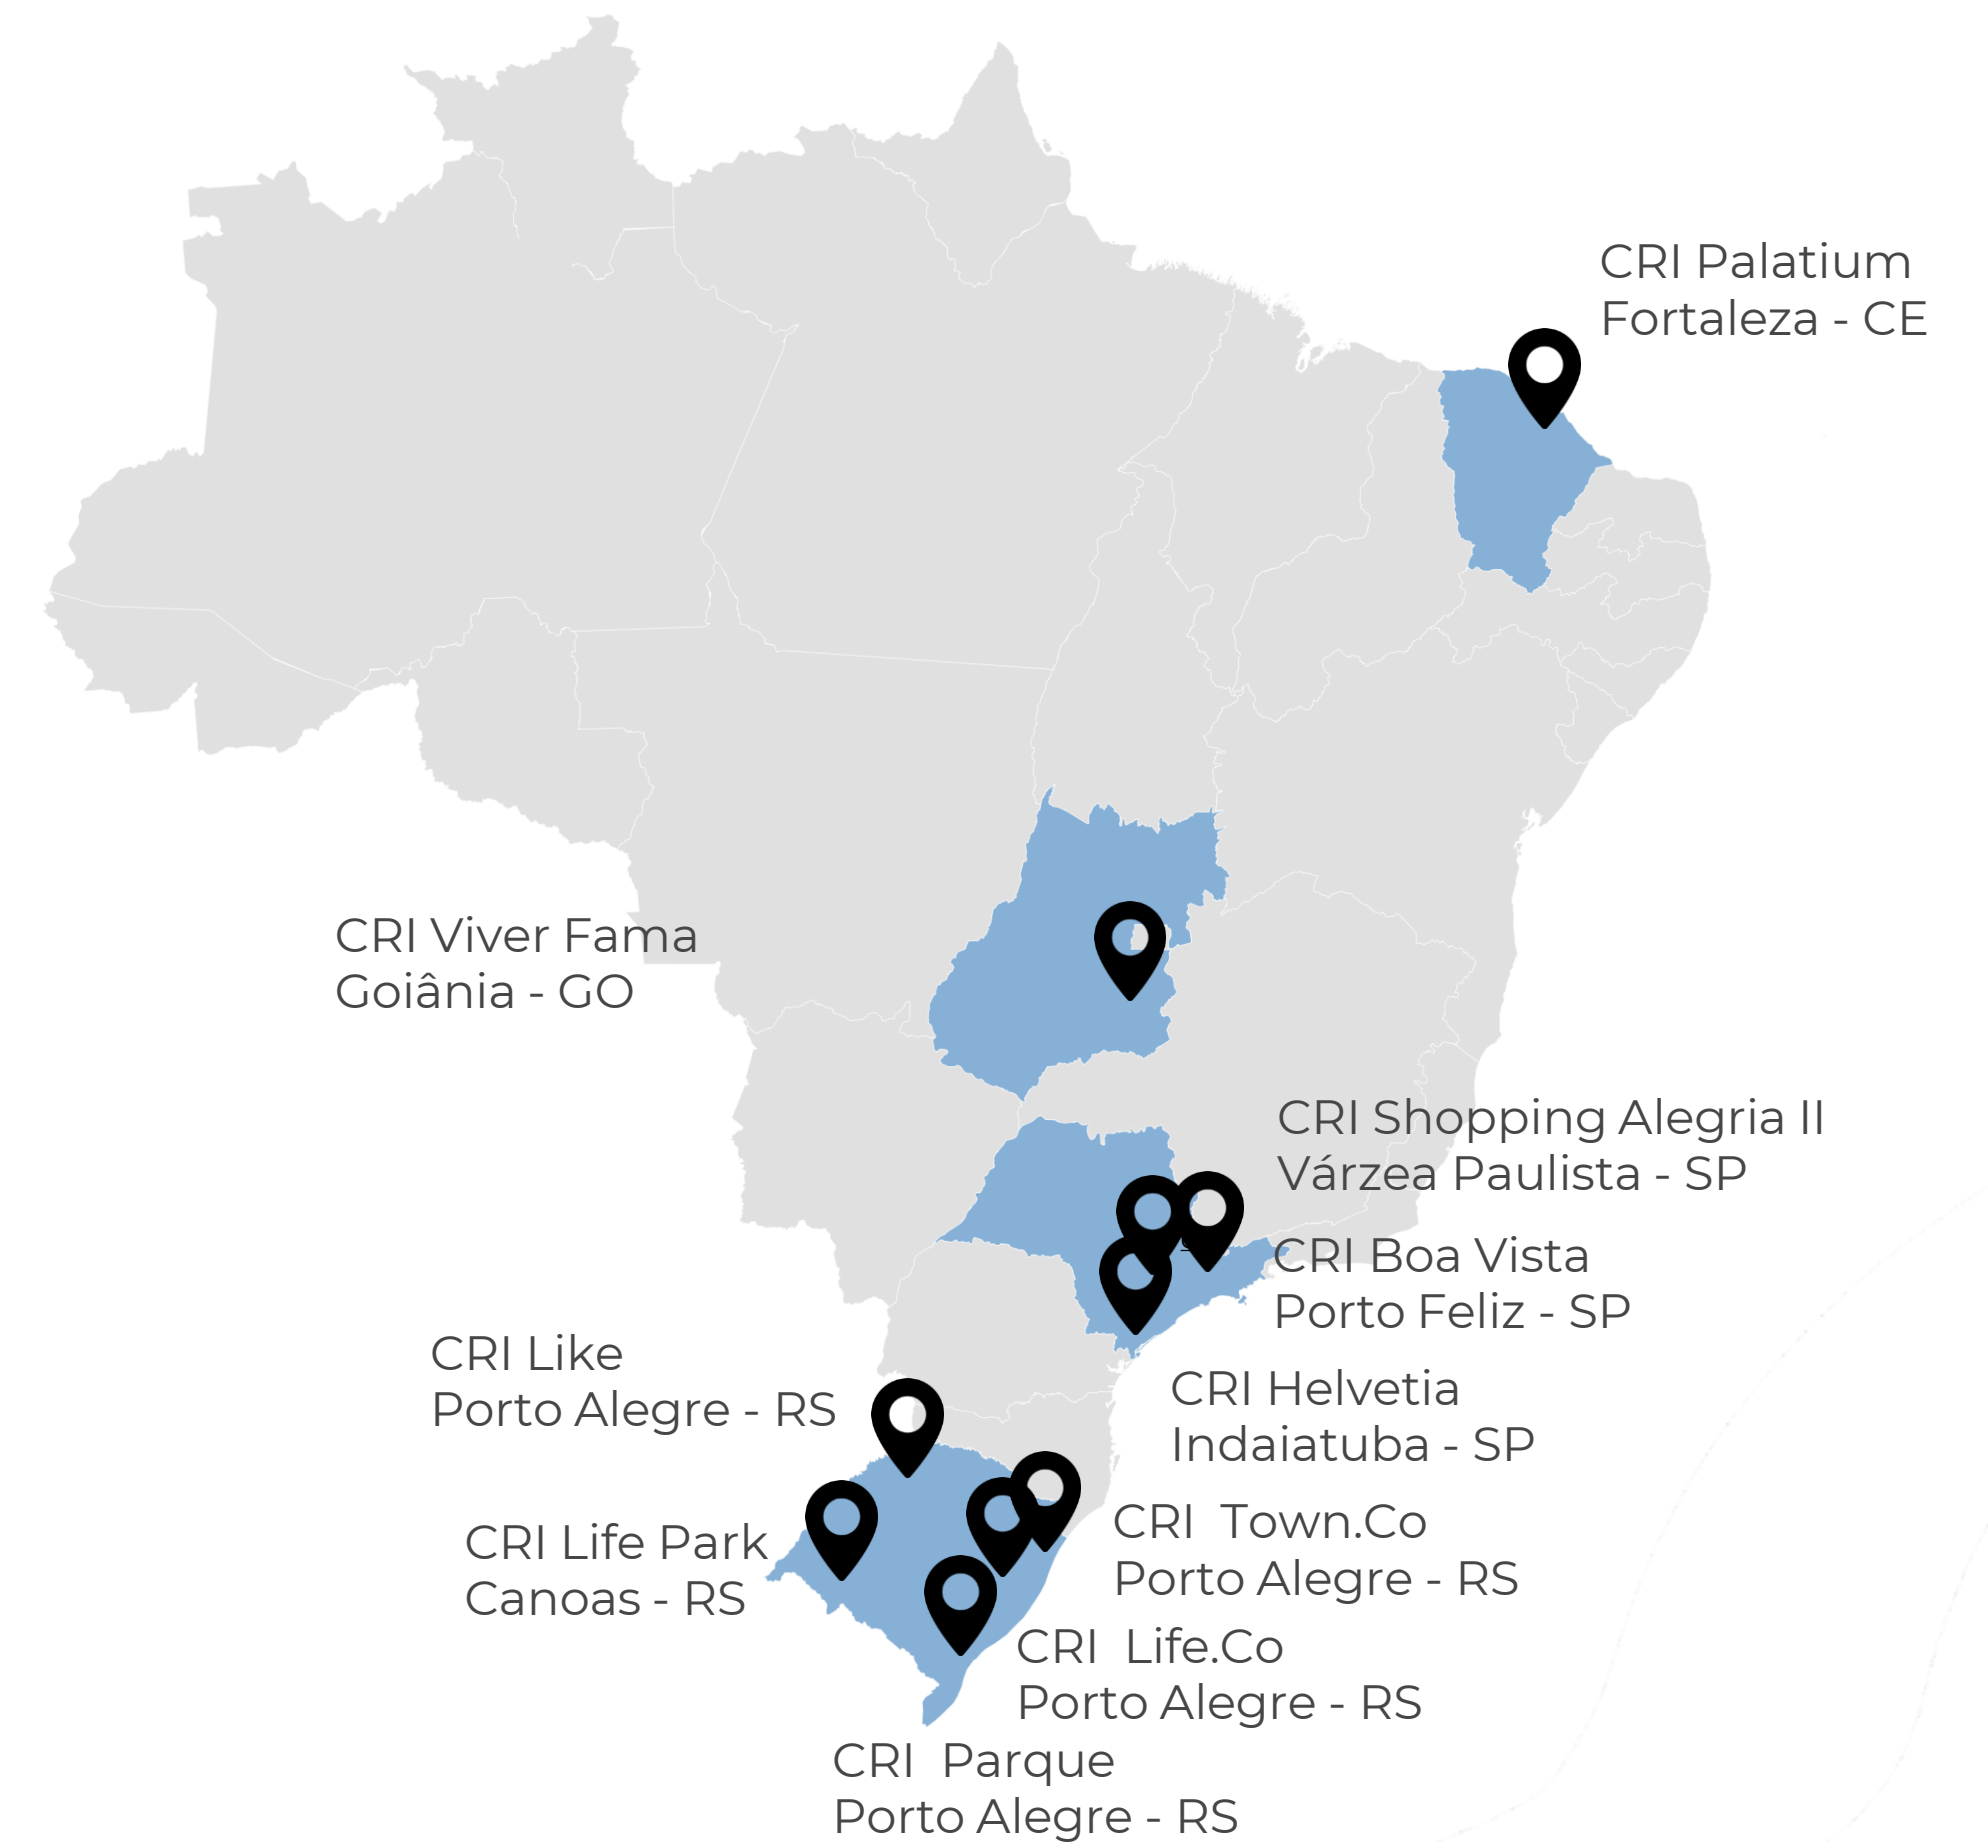 CRI Palatium
Fortaleza - CE
CRI Viver Fama
Goiânia - GO
CRI Shopping Alegria II
Várzea Paulista - SP
CRI Boa Vista
Porto Feliz - SP
CRI Like
Porto Alegre - RS
CRI Helvetia
Indaiatuba - SP
CRI Town.Co
Porto Alegre - RS
CRI Life Park
Canoas - RS
CRI Life.Co
Porto Alegre - RS
CRI Parque
Porto Alegre - RS